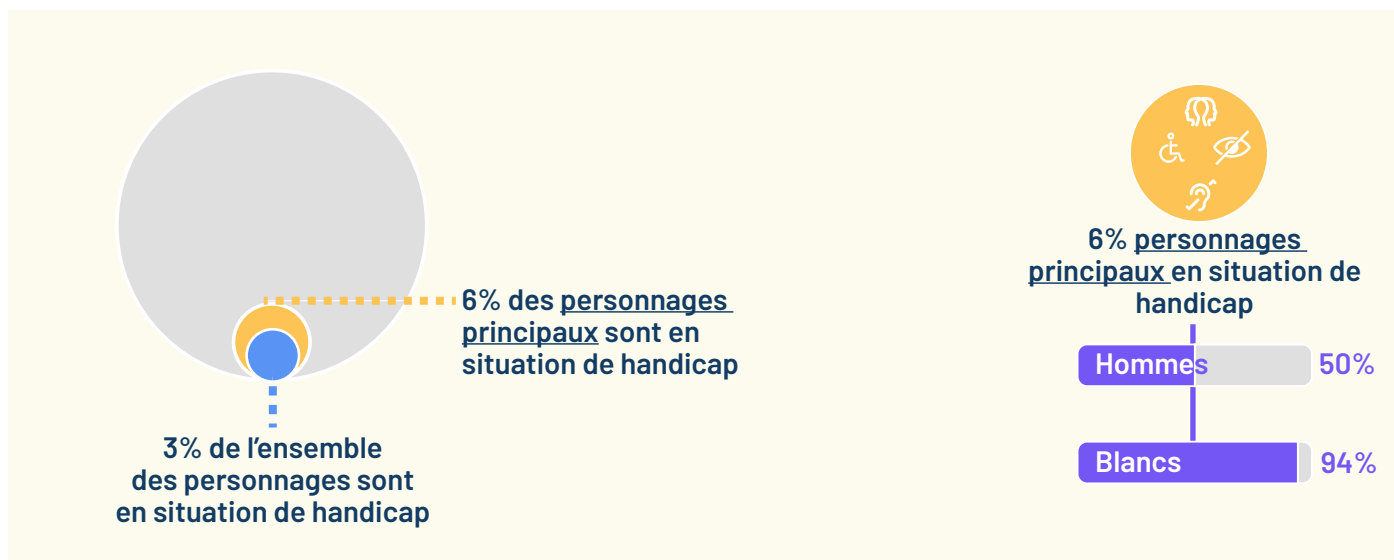 6% des personnages
principaux sont en
situation de handicap
3% de l’ensemble
des personnages sont
en situation de handicap
6% personnages
principaux en situation de
handicap
Hommes 50%
Blancs 94%